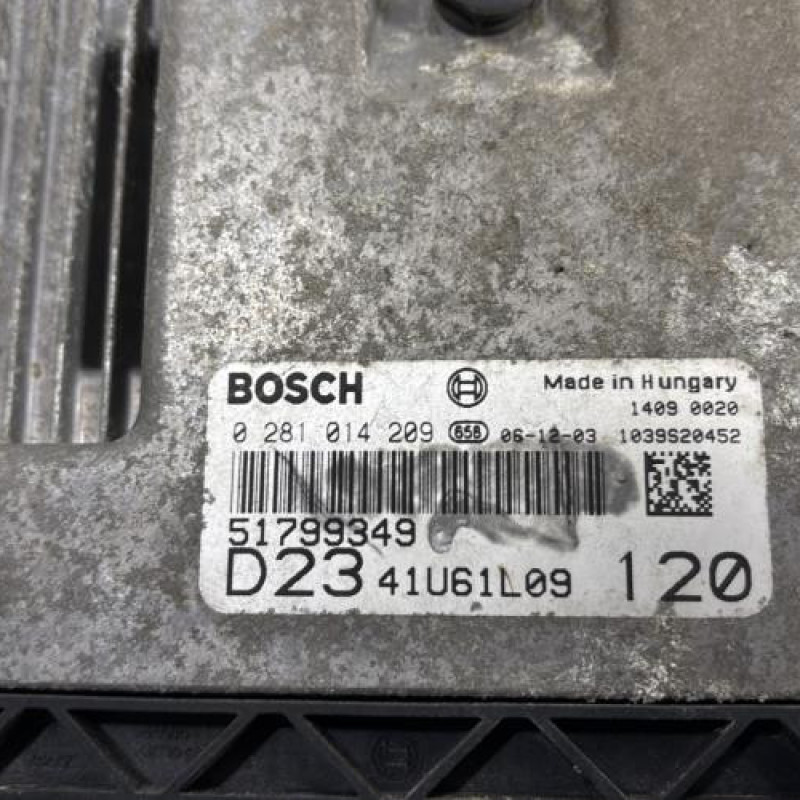 BOSCH Made in Hungary
1409 0020
0 281 014 209 658 06-12-03 1039S20452
51799349
D23 41U61L09 120